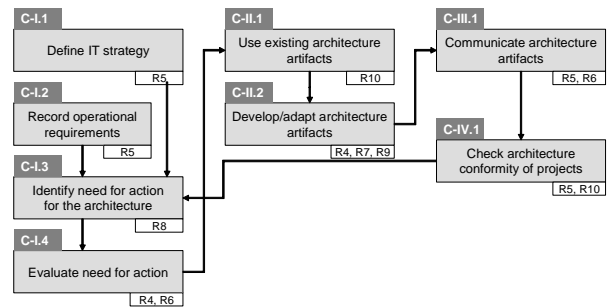 C-I.1
Define IT strategy
R5
C-I.2
Record operational
requirements
R5
C-I.3
Identify need for action
for the architecture
R8
C-I.4
Evaluate need for action
R4, R6
C-II.1
Use existing architecture
artifacts
R10
C-II.2
Develop/adapt architecture
artifacts
R4, R7, R9
C-III.1
Communicate architecture
artifacts
R5, R6
C-IV.1
Check architecture
conformity of projects
R5, R10